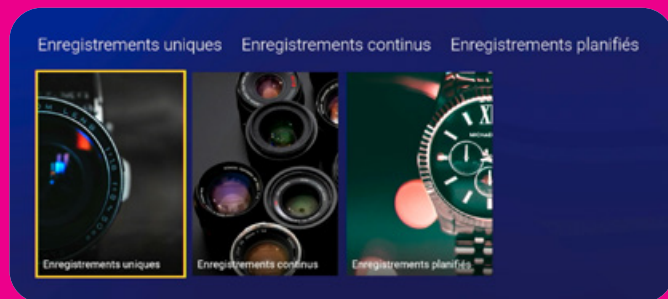 Enregistrements uniques Enregistrements continus Enregistrements planifiés
Enregistrements uniques
Enregistrements continus
Enregistrements planifiés